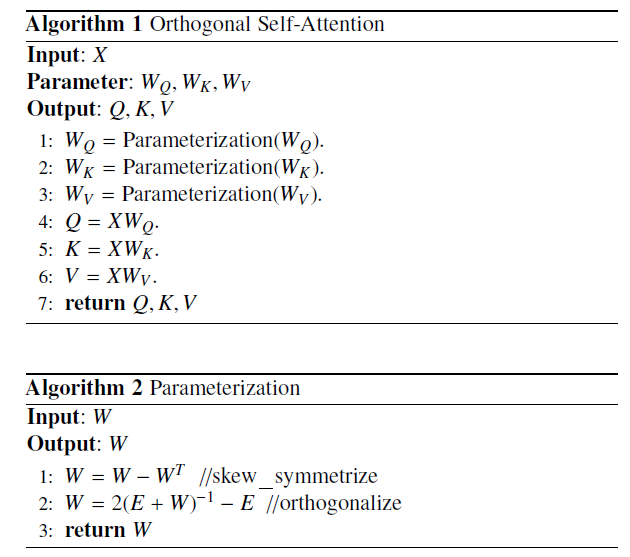 Algorithm 1 Orthogonal Self-Attention
Input: X
Parameter: W_Q, W_K, W_V
Output: Q, K, V
1: W_Q = Parameterization(W_Q).
2: W_K = Parameterization(W_K).
3: W_V = Parameterization(W_V).
4: Q = XW_Q.
5: K = XW_K.
6: V = XW_V.
7: return Q, K, V
Algorithm 2 Parameterization
Input: W
Output: W
1: W = W − W^T //skew_symmetrize
2: W = 2(E + W)^{−1} − E //orthogonalize
3: return W